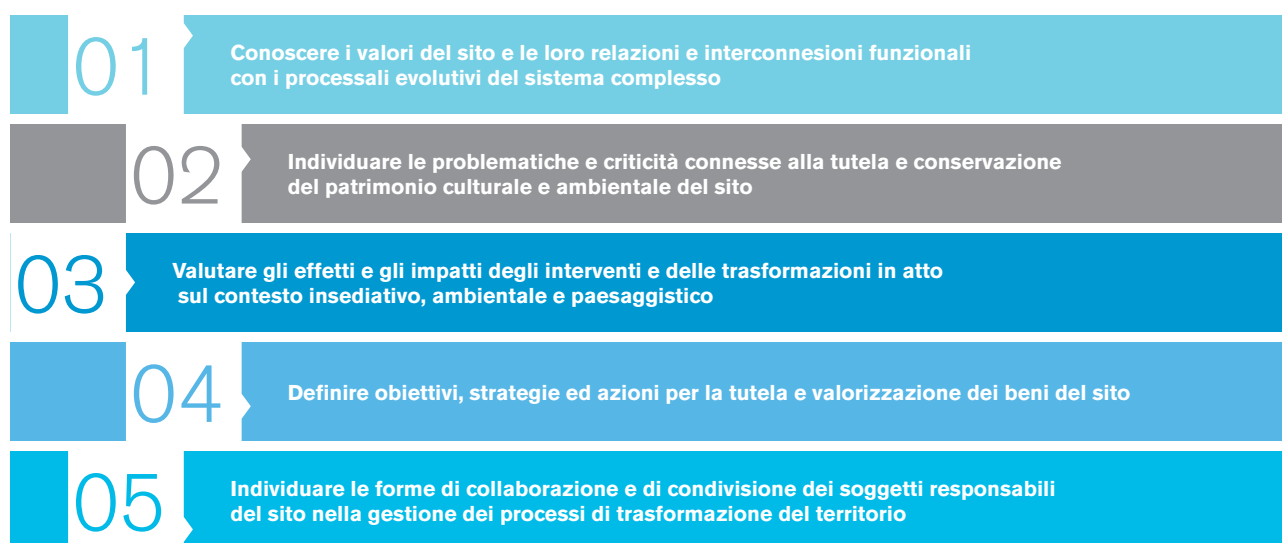 01
Conoscere i valori del sito e le loro relazioni e interconnesioni funzionali
con i processali evolutivi del sistema complesso
02
Individuare le problematiche e criticità connesse alla tutela e conservazione
del patrimonio culturale e ambientale del sito
03
Valutare gli effetti e gli impatti degli interventi e delle trasformazioni in atto
sul contesto insediativo, ambientale e paesaggistico
04
Definire obiettivi, strategie ed azioni per la tutela e valorizzazione dei beni del sito
05
Individuare le forme di collaborazione e di condivisione dei soggetti responsabili
del sito nella gestione dei processi di trasformazione del territorio